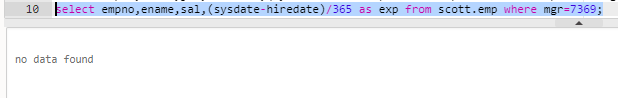 10 select empno,ename,sal,(sysdate-hiredate)/365 as exp from scott.emp where mgr=7369;
no data found